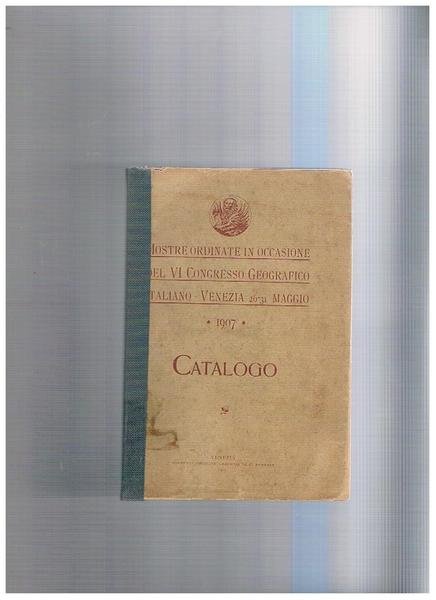 MOSTRE ORDINATE IN OCCASIONE
DEL VI CONGRESSO GEOGRAFICO
ITALIANO - VENEZIA 26-31 MAGGIO
• 1907 •
CATALOGO
VENEZIA